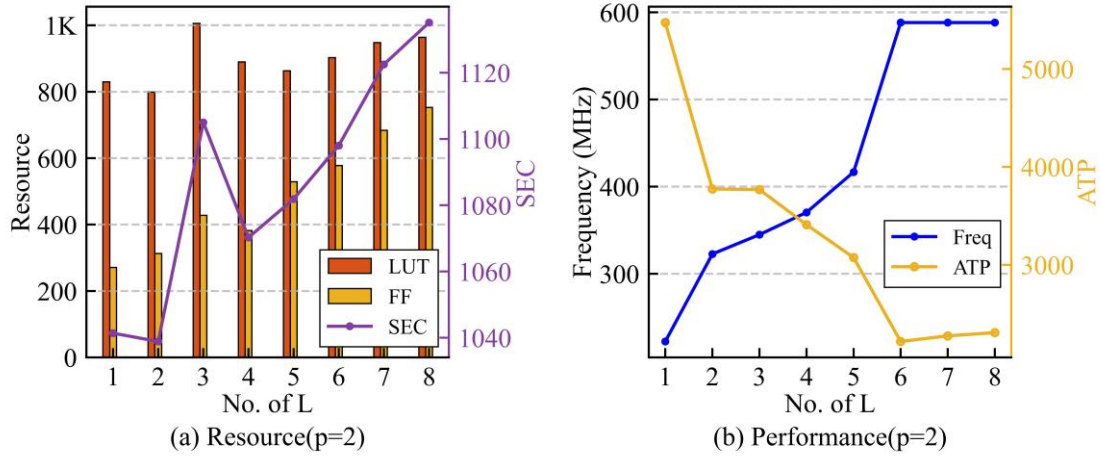 1K
800
600
400
200
0
Resource
1120
1100
1080
1060
1040
SEC
LUT
FF
SEC
1 2 3 4 5 6 7 8
No. of L
(a) Resource(p=2)
600
500
400
300
Frequency (MHz)
5000
4000
3000
ATP
Freq
ATP
1 2 3 4 5 6 7 8
No. of L
(b) Performance(p=2)